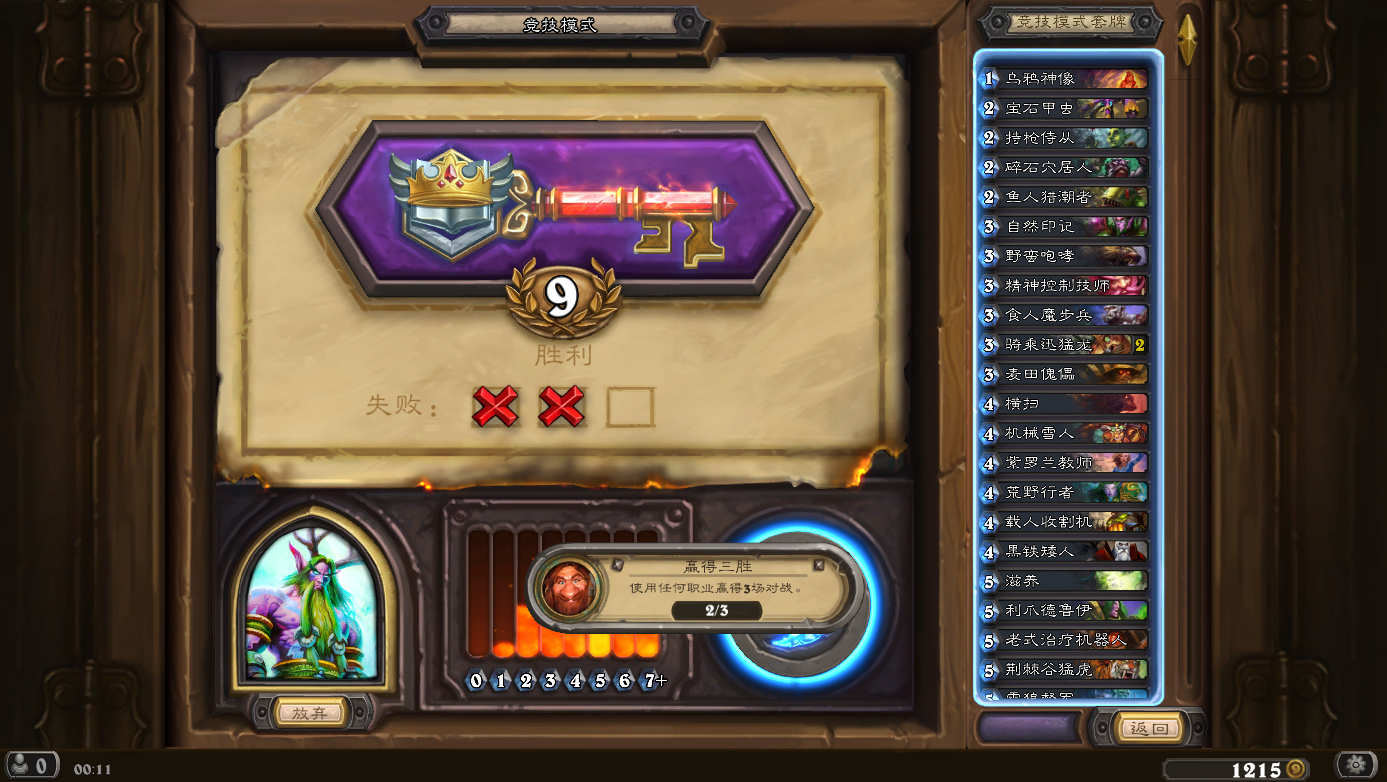 竞技模式
竞技模式套牌
9
胜利
失败：
赢得三胜
使用任何职业赢得3场对战。
2/3
0 1 2 3 4 5 6 7+
放弃
1 乌鸦神像
2 宝石甲虫
2 持枪侍从
2 碎石穴居人
2 鱼人猎潮者
3 自然印记
3 野蛮咆哮
3 精神控制技师
3 食人魔步兵
3 骑乘迅猛龙 2
3 麦田傀儡
4 横扫
4 机械雪人
4 紫罗兰教师
4 荒野行者
4 载人收割机
4 黑铁矮人
5 滋养
5 利爪德鲁伊
5 老式治疗机器人
5 荆棘谷猛虎
返回
0
00:11
1215